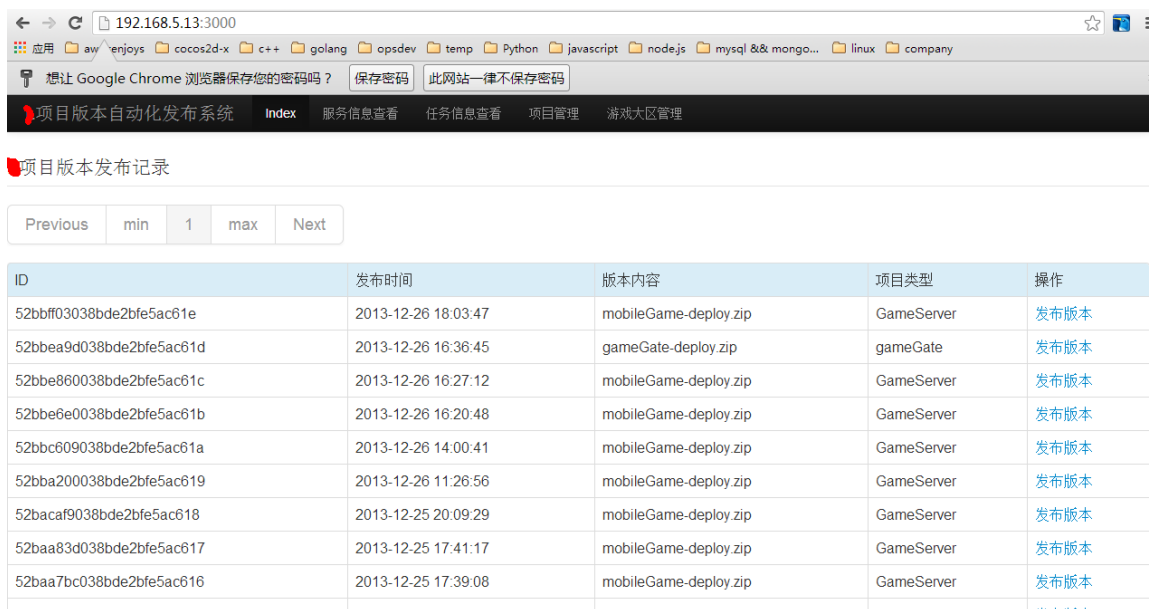 192.168.5.13:3000
应用 aw enjoys cocos2d-x c++ golang opsdev temp Python javascript node.js mysql && mongo... linux company
想让 Google Chrome 浏览器保存您的密码吗？ 保存密码 此网站一律不保存密码
项目版本自动化发布系统 Index 服务信息查看 任务信息查看 项目管理 游戏大区管理
项目版本发布记录
Previous min 1 max Next
ID 发布时间 版本内容 项目类型 操作
52bbff03038bde2bfe5ac61e 2013-12-26 18:03:47 mobileGame-deploy.zip GameServer 发布版本
52bbea9d038bde2bfe5ac61d 2013-12-26 16:36:45 gameGate-deploy.zip gameGate 发布版本
52bbe860038bde2bfe5ac61c 2013-12-26 16:27:12 mobileGame-deploy.zip GameServer 发布版本
52bbe6e0038bde2bfe5ac61b 2013-12-26 16:20:48 mobileGame-deploy.zip GameServer 发布版本
52bbc609038bde2bfe5ac61a 2013-12-26 14:00:41 mobileGame-deploy.zip GameServer 发布版本
52bba200038bde2bfe5ac619 2013-12-26 11:26:56 mobileGame-deploy.zip GameServer 发布版本
52bacaf9038bde2bfe5ac618 2013-12-25 20:09:29 mobileGame-deploy.zip GameServer 发布版本
52baa83d038bde2bfe5ac617 2013-12-25 17:41:17 mobileGame-deploy.zip GameServer 发布版本
52baa7bc038bde2bfe5ac616 2013-12-25 17:39:08 mobileGame-deploy.zip GameServer 发布版本